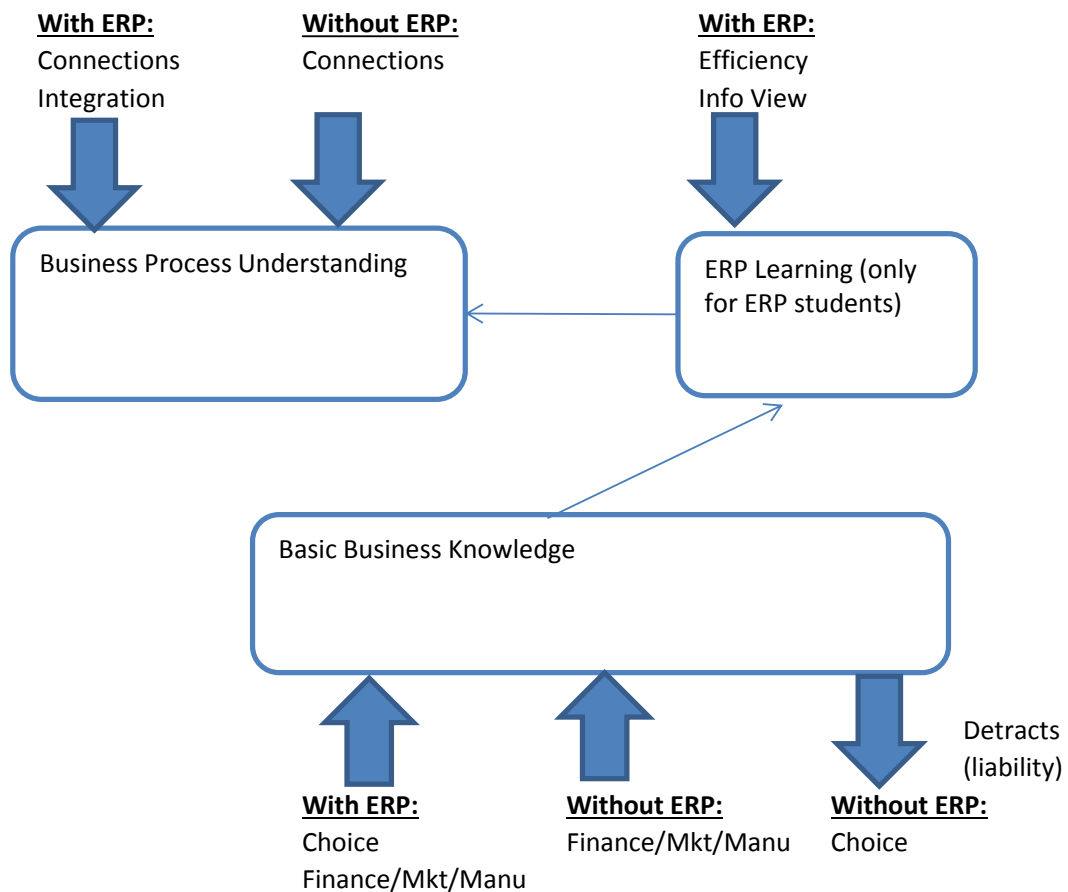 With ERP:
Connections
Integration
Without ERP:
Connections
With ERP:
Efficiency
Info View
Business Process Understanding
ERP Learning (only
for ERP students)
Basic Business Knowledge
Detracts
(liability)
With ERP:
Choice
Finance/Mkt/Manu
Without ERP:
Finance/Mkt/Manu
Without ERP:
Choice